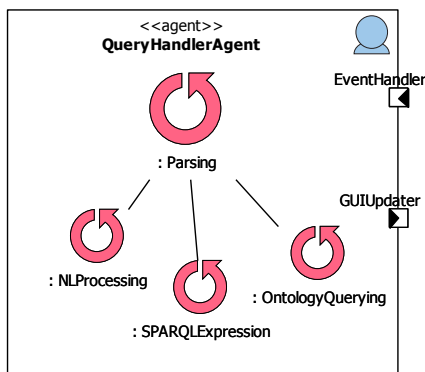 <<agent>>
QueryHandlerAgent
EventHandler
: Parsing
GUIUpdater
: NLProcessing
: OntologyQuerying
: SPARQLExpression